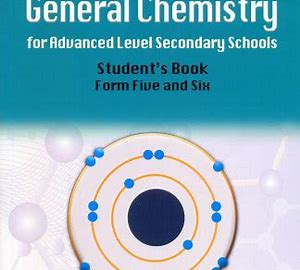 General Chemistry
for Advanced Level Secondary Schools
Student's Book
Form Five and Six